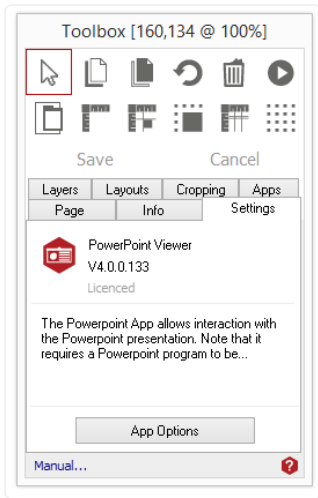 Toolbox [160,134 @ 100%]
Save Cancel
Layers Layouts Cropping Apps
Page Info Settings
PowerPoint Viewer
V4.0.0.133
Licenced
The Powerpoint App allows interaction with
the Powerpoint presentation. Note that it
requires a Powerpoint program to be...
App Options
Manual... ?